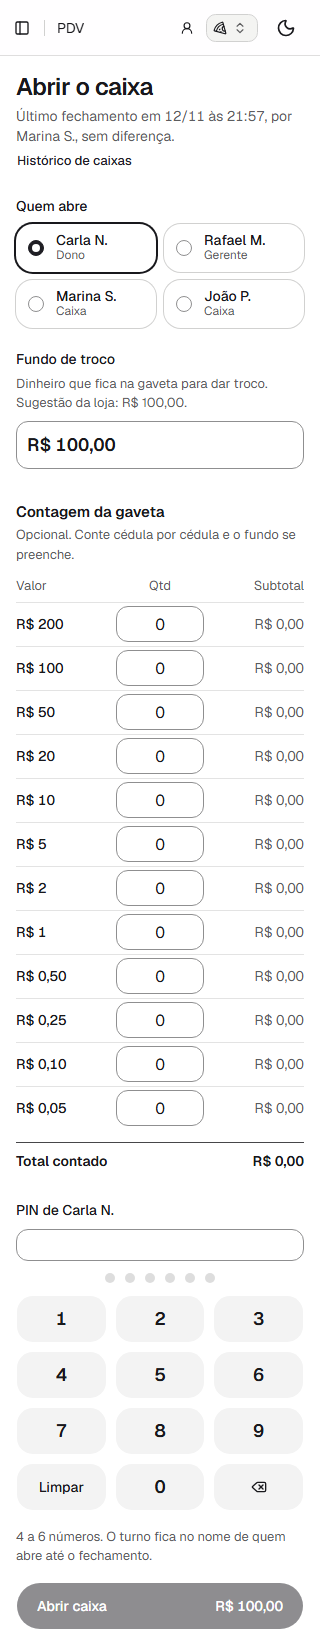 PDV
Abrir o caixa
Último fechamento em 12/11 às 21:57, por
Marina S., sem diferença.
Histórico de caixas
Quem abre
Carla N.
Dono
Rafael M.
Gerente
Marina S.
Caixa
João P.
Caixa
Fundo de troco
Dinheiro que fica na gaveta para dar troco.
Sugestão da loja: R$ 100,00.
R$ 100,00
Contagem da gaveta
Opcional. Conte cédula por cédula e o fundo se
preenche.
Valor Qtd Subtotal
R$ 200 0 R$ 0,00
R$ 100 0 R$ 0,00
R$ 50 0 R$ 0,00
R$ 20 0 R$ 0,00
R$ 10 0 R$ 0,00
R$ 5 0 R$ 0,00
R$ 2 0 R$ 0,00
R$ 1 0 R$ 0,00
R$ 0,50 0 R$ 0,00
R$ 0,25 0 R$ 0,00
R$ 0,10 0 R$ 0,00
R$ 0,05 0 R$ 0,00
Total contado R$ 0,00
PIN de Carla N.
1 2 3
4 5 6
7 8 9
Limpar 0
4 a 6 números. O turno fica no nome de quem
abre até o fechamento.
Abrir caixa R$ 100,00